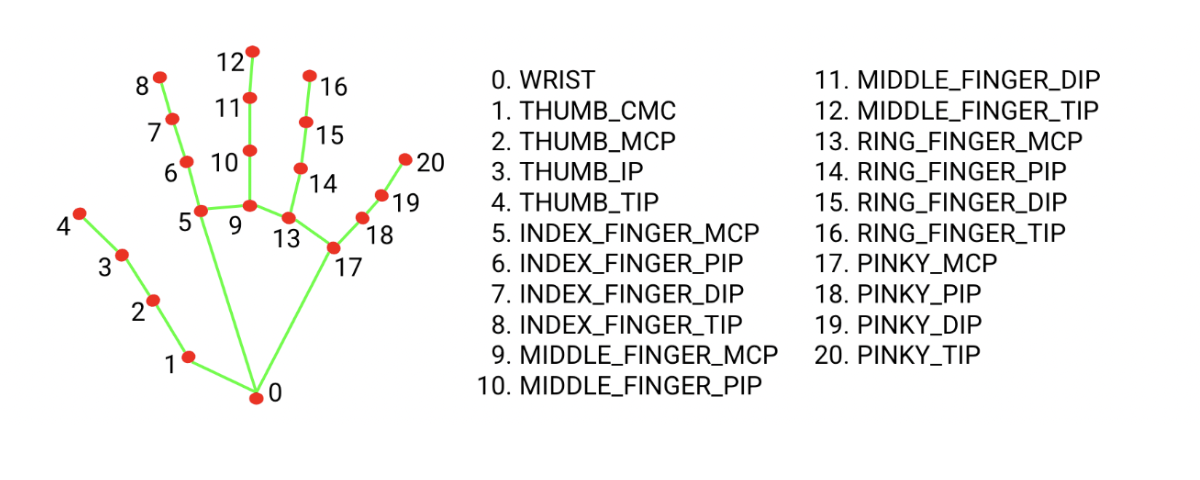 12
8
16
11
7
15
10
20
6
14
19
4
5
9
13
18
3
17
2
1
0
0. WRIST
1. THUMB_CMC
2. THUMB_MCP
3. THUMB_IP
4. THUMB_TIP
5. INDEX_FINGER_MCP
6. INDEX_FINGER_PIP
7. INDEX_FINGER_DIP
8. INDEX_FINGER_TIP
9. MIDDLE_FINGER_MCP
10. MIDDLE_FINGER_PIP
11. MIDDLE_FINGER_DIP
12. MIDDLE_FINGER_TIP
13. RING_FINGER_MCP
14. RING_FINGER_PIP
15. RING_FINGER_DIP
16. RING_FINGER_TIP
17. PINKY_MCP
18. PINKY_PIP
19. PINKY_DIP
20. PINKY_TIP